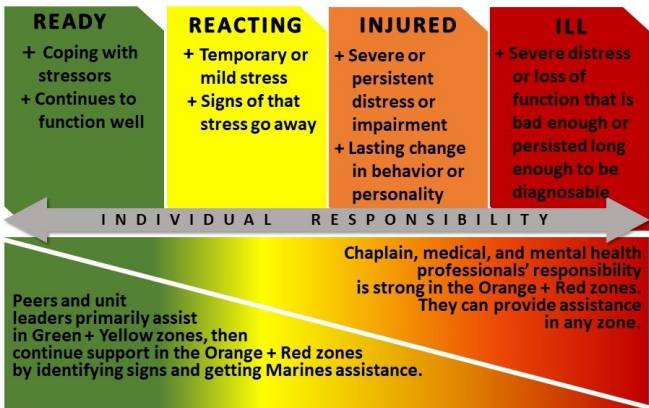 READY
+ Coping with
stressors
+ Continues to
function well
REACTING
+ Temporary or
mild stress
+ Signs of that
stress go away
INJURED
+ Severe or
persistent
distress or
impairment
+ Lasting change
in behavior or
personality
ILL
+ Severe distress
or loss of
function that is
bad enough or
persisted long
enough to be
diagnosable
INDIVIDUAL RESPONSIBILITY
Chaplain, medical, and mental health
professionals’ responsibility
is strong in the Orange + Red zones.
They can provide assistance
in any zone.
Peers and unit
leaders primarily assist
in Green + Yellow zones, then
continue support in the Orange + Red zones
by identifying signs and getting Marines assistance.